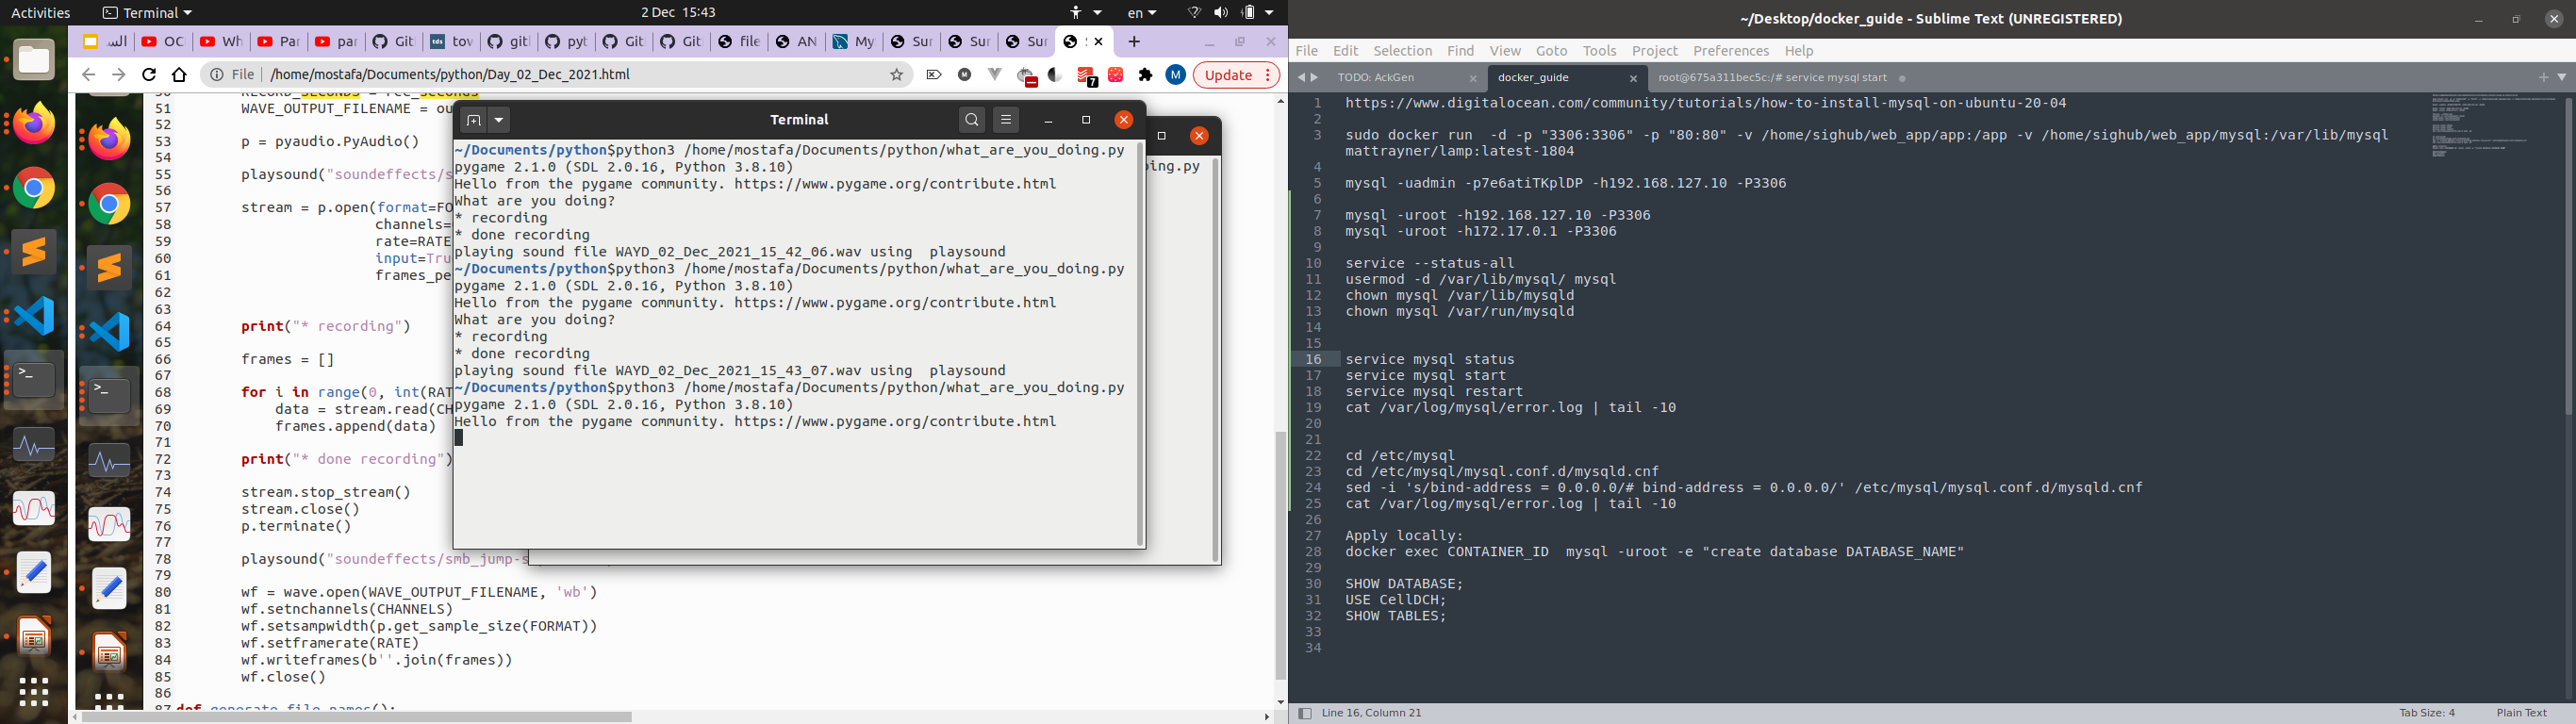 Activities
Terminal
2 Dec 15:43
en
OC
Wh
Par
par
Git
tds
tov
git
pyt
Git
Git
file
AN
My
Sur
Sur
Sur
File
/home/mostafa/Documents/python/Day_02_Dec_2021.html
7
M
Update
51 WAVE_OUTPUT_FILENAME = ou
52
53 p = pyaudio.PyAudio()
54
55 playsound("soundeffects/s
56
57 stream = p.open(format=FO
58 channels=
59 rate=RATE
60 input=Tru
61 frames_pe
62
63
64 print("* recording")
65
66 frames = []
67
68 for i in range(0, int(RAT
69 data = stream.read(CH
70 frames.append(data)
71
72 print("* done recording")
73
74 stream.stop_stream()
75 stream.close()
76 p.terminate()
77
78 playsound("soundeffects/smb_jump-s
79
80 wf = wave.open(WAVE_OUTPUT_FILENAME, 'wb')
81 wf.setnchannels(CHANNELS)
82 wf.setsampwidth(p.get_sample_size(FORMAT))
83 wf.setframerate(RATE)
84 wf.writeframes(b''.join(frames))
85 wf.close()
86
87 def generate_file_names():
Terminal
~/Documents/python$python3 /home/mostafa/Documents/python/what_are_you_doing.py
pygame 2.1.0 (SDL 2.0.16, Python 3.8.10)
Hello from the pygame community. https://www.pygame.org/contribute.html
What are you doing?
* recording
* done recording
playing sound file WAYD_02_Dec_2021_15_42_06.wav using  playsound
~/Documents/python$python3 /home/mostafa/Documents/python/what_are_you_doing.py
pygame 2.1.0 (SDL 2.0.16, Python 3.8.10)
Hello from the pygame community. https://www.pygame.org/contribute.html
What are you doing?
* recording
* done recording
playing sound file WAYD_02_Dec_2021_15_43_07.wav using  playsound
~/Documents/python$python3 /home/mostafa/Documents/python/what_are_you_doing.py
pygame 2.1.0 (SDL 2.0.16, Python 3.8.10)
Hello from the pygame community. https://www.pygame.org/contribute.html
oing.py
~/Desktop/docker_guide - Sublime Text (UNREGISTERED)
File Edit Selection Find View Goto Tools Project Preferences Help
TODO: AckGen
docker_guide
root@675a311bec5c:/# service mysql start
1 https://www.digitalocean.com/community/tutorials/how-to-install-mysql-on-ubuntu-20-04
2
3 sudo docker run  -d -p "3306:3306" -p "80:80" -v /home/sighub/web_app/app:/app -v /home/sighub/web_app/mysql:/var/lib/mysql
mattrayner/lamp:latest-1804
4
5 mysql -uadmin -p7e6atiTKplDP -h192.168.127.10 -P3306
6
7 mysql -uroot -h192.168.127.10 -P3306
8 mysql -uroot -h172.17.0.1 -P3306
9
10 service --status-all
11 usermod -d /var/lib/mysql/ mysql
12 chown mysql /var/lib/mysqld
13 chown mysql /var/run/mysqld
14
15
16 service mysql status
17 service mysql start
18 service mysql restart
19 cat /var/log/mysql/error.log | tail -10
20
21
22 cd /etc/mysql
23 cd /etc/mysql/mysql.conf.d/mysqld.cnf
24 sed -i 's/bind-address = 0.0.0.0/# bind-address = 0.0.0.0/' /etc/mysql/mysql.conf.d/mysqld.cnf
25 cat /var/log/mysql/error.log | tail -10
26
27 Apply locally:
28 docker exec CONTAINER_ID  mysql -uroot -e "create database DATABASE_NAME"
29
30 SHOW DATABASE;
31 USE CellDCH;
32 SHOW TABLES;
33
34
Line 16, Column 21
Tab Size: 4
Plain Text